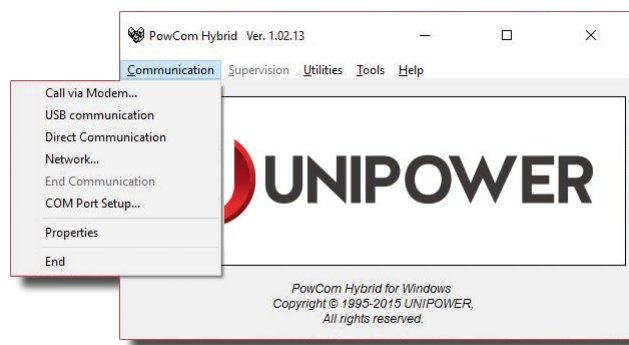 PowCom Hybrid Ver. 1.02.13
Communication Supervision Utilities Tools Help
Call via Modem...
USB communication
Direct Communication
Network...
End Communication
COM Port Setup...
Properties
End
UNIPOWER
PowCom Hybrid for Windows
Copyright © 1995-2015 UNIPOWER,
All rights reserved.